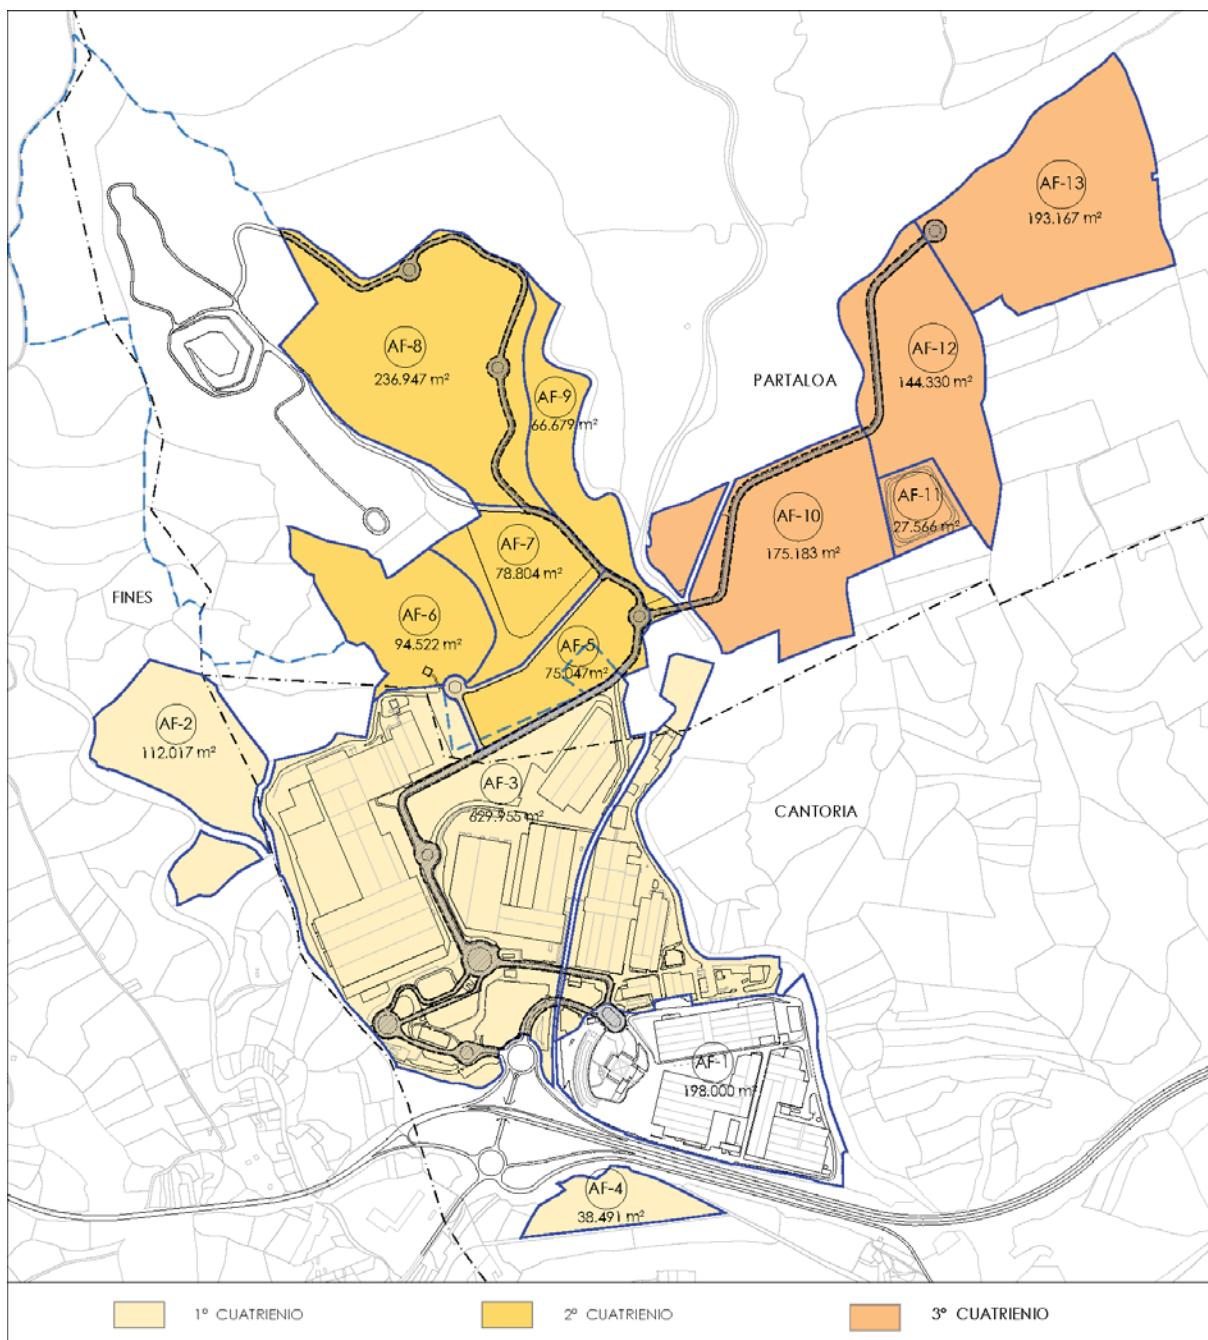 AF-13
193.167 m²
AF-8
236.947 m²
AF-12
144.330 m²
PARTALOA
AF-9
66.679 m²
AF-11
27.566 m²
AF-10
175.183 m²
AF-7
78.804 m²
FINES
AF-6
94.522 m²
AF-5
75.047m²
AF-2
112.017 m²
AF-3
629.955 m²
CANTORIA
AF-1
198.000 m²
AF-4
38.491 m²
1º CUATRIENIO
2º CUATRIENIO
3º CUATRIENIO